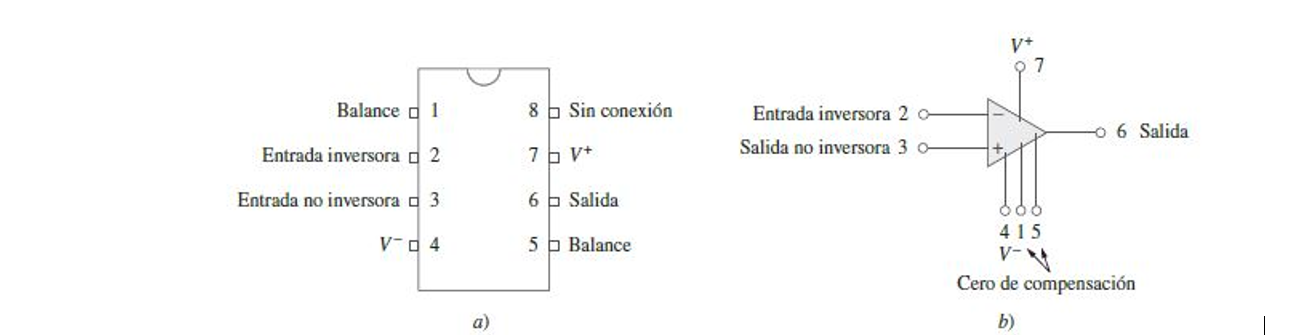 Balance 1 8 Sin conexión
Entrada inversora 2 7 V+
Entrada no inversora 3 6 Salida
V− 4 5 Balance
a)
V+
7
Entrada inversora 2 −
Salida no inversora 3 +
6 Salida
4 1 5
V−
Cero de compensación
b)